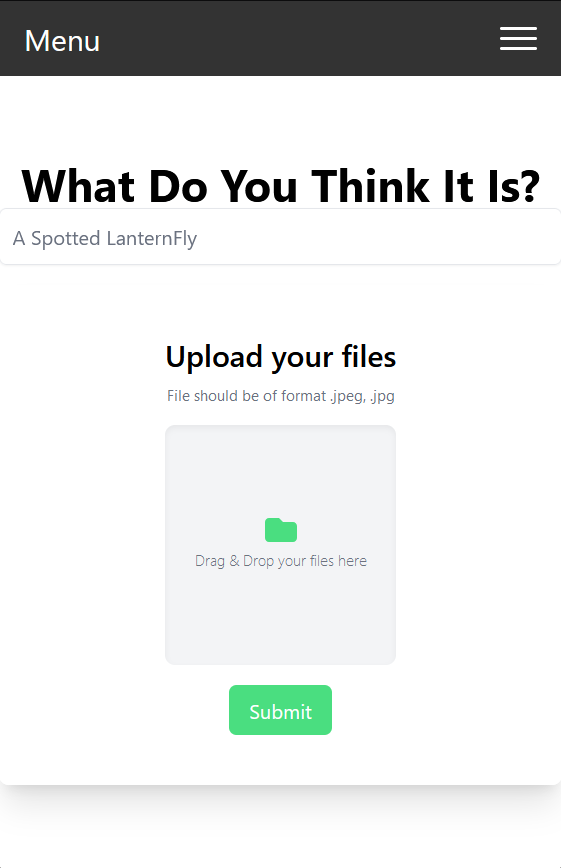 Menu
What Do You Think It Is?
A Spotted LanternFly
Upload your files
File should be of format .jpeg, .jpg
Drag & Drop your files here
Submit